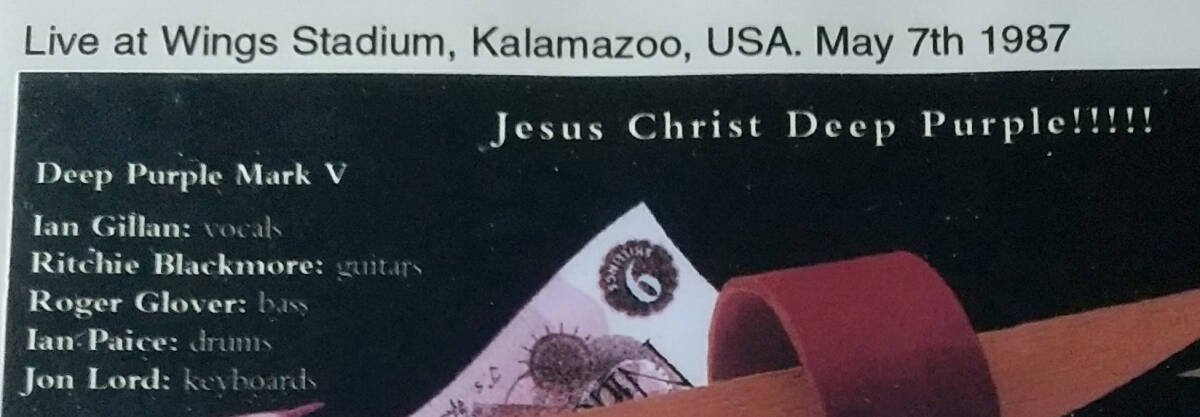 Live at Wings Stadium, Kalamazoo, USA. May 7th 1987
Jesus Christ Deep Purple!!!!!
Deep Purple Mark V
Ian Gillan: vocals
Ritchie Blackmore: guitars
Roger Glover: bass
Ian Paice: drums
Jon Lord: keyboards
SHILLINGS